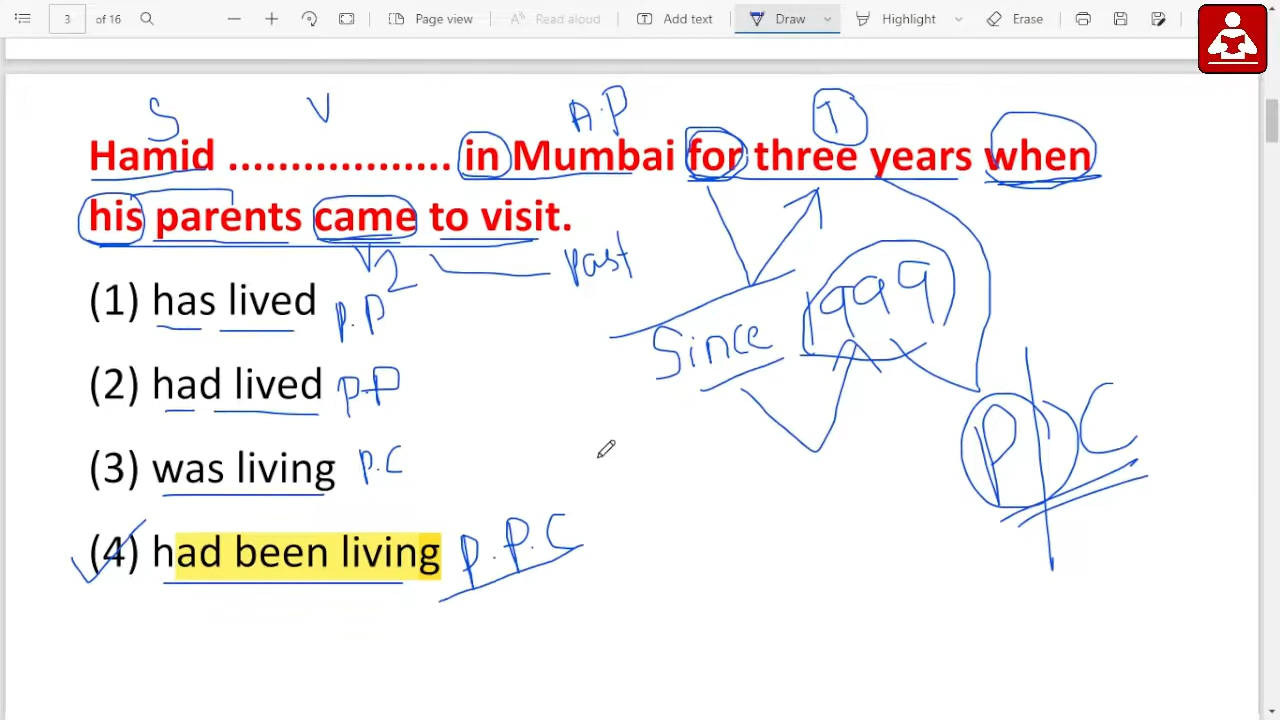 3 of 16 Page view Read aloud Add text Draw Highlight Erase
S V A.P T
Hamid .................. in Mumbai for three years when
his parents came to visit.
V2 Past
(1) has lived P.P
Since 1999
(2) had lived P.P
(3) was living P.C
(4) had been living P.P.C